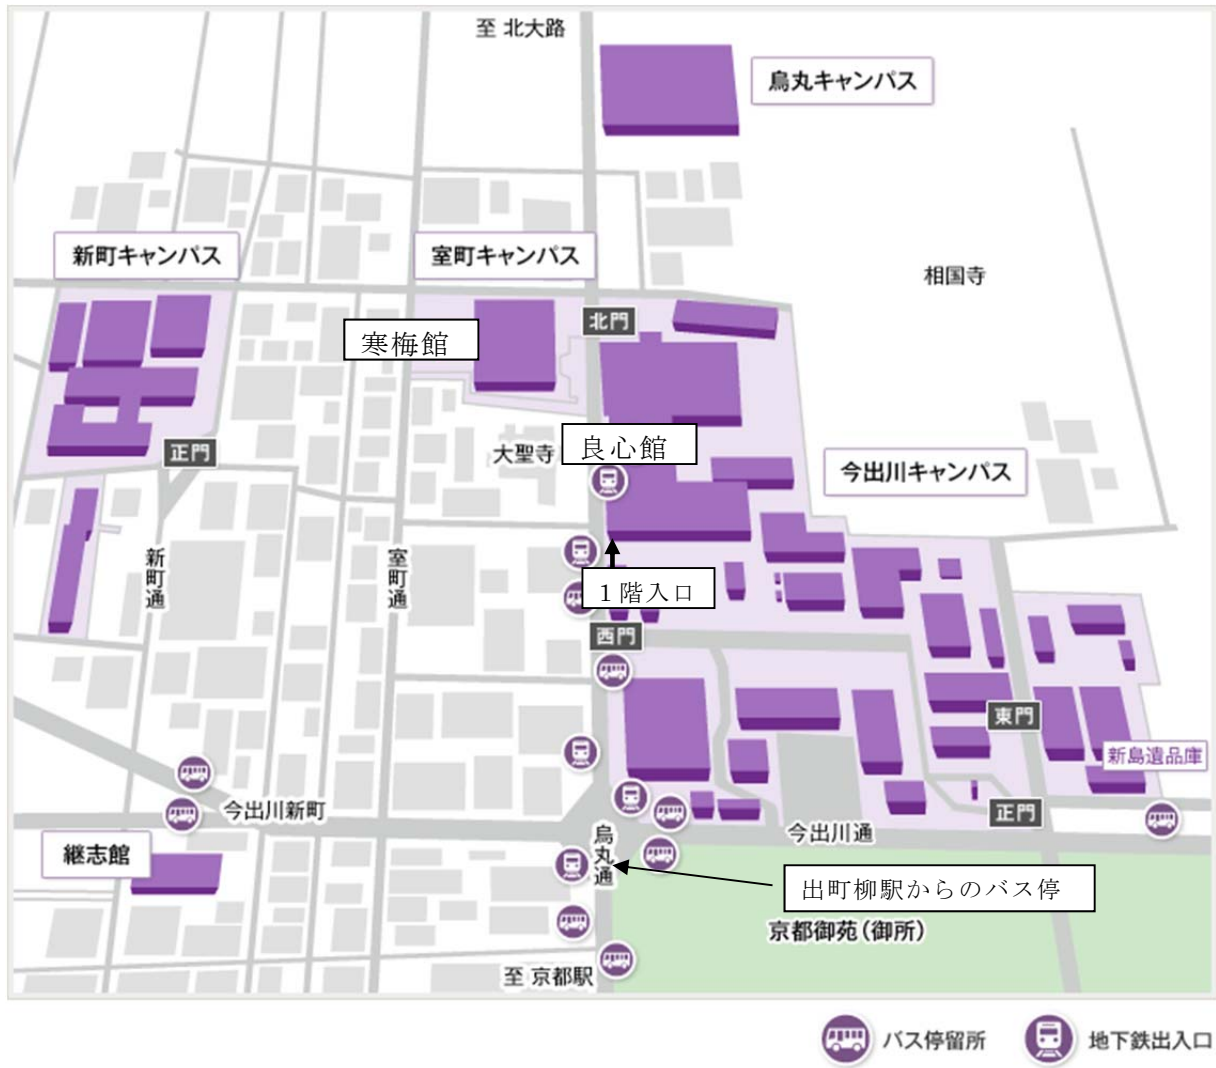 至 北大路
烏丸キャンパス
新町キャンパス
室町キャンパス
相国寺
北門
寒梅館
良心館
大聖寺
正門
今出川キャンパス
新町通
室町通
1階入口
西門
東門
新島遺品庫
今出川新町
正門
今出川通
烏丸通
継志館
出町柳駅からのバス停
京都御苑(御所)
至 京都駅
バス停留所
地下鉄出入口